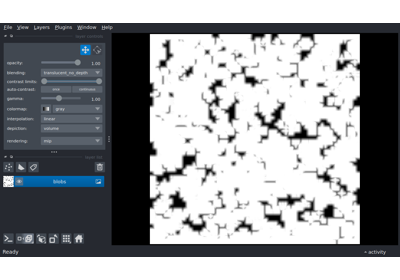 File View Layers Plugins Window Help
opacity: 1.00
blending: translucent_no_depth
contrast limits:
auto-contrast: once continuous
gamma: 1.00
colormap: gray
interpolation: linear
depiction: volume
rendering: mip
blobs
Ready activity